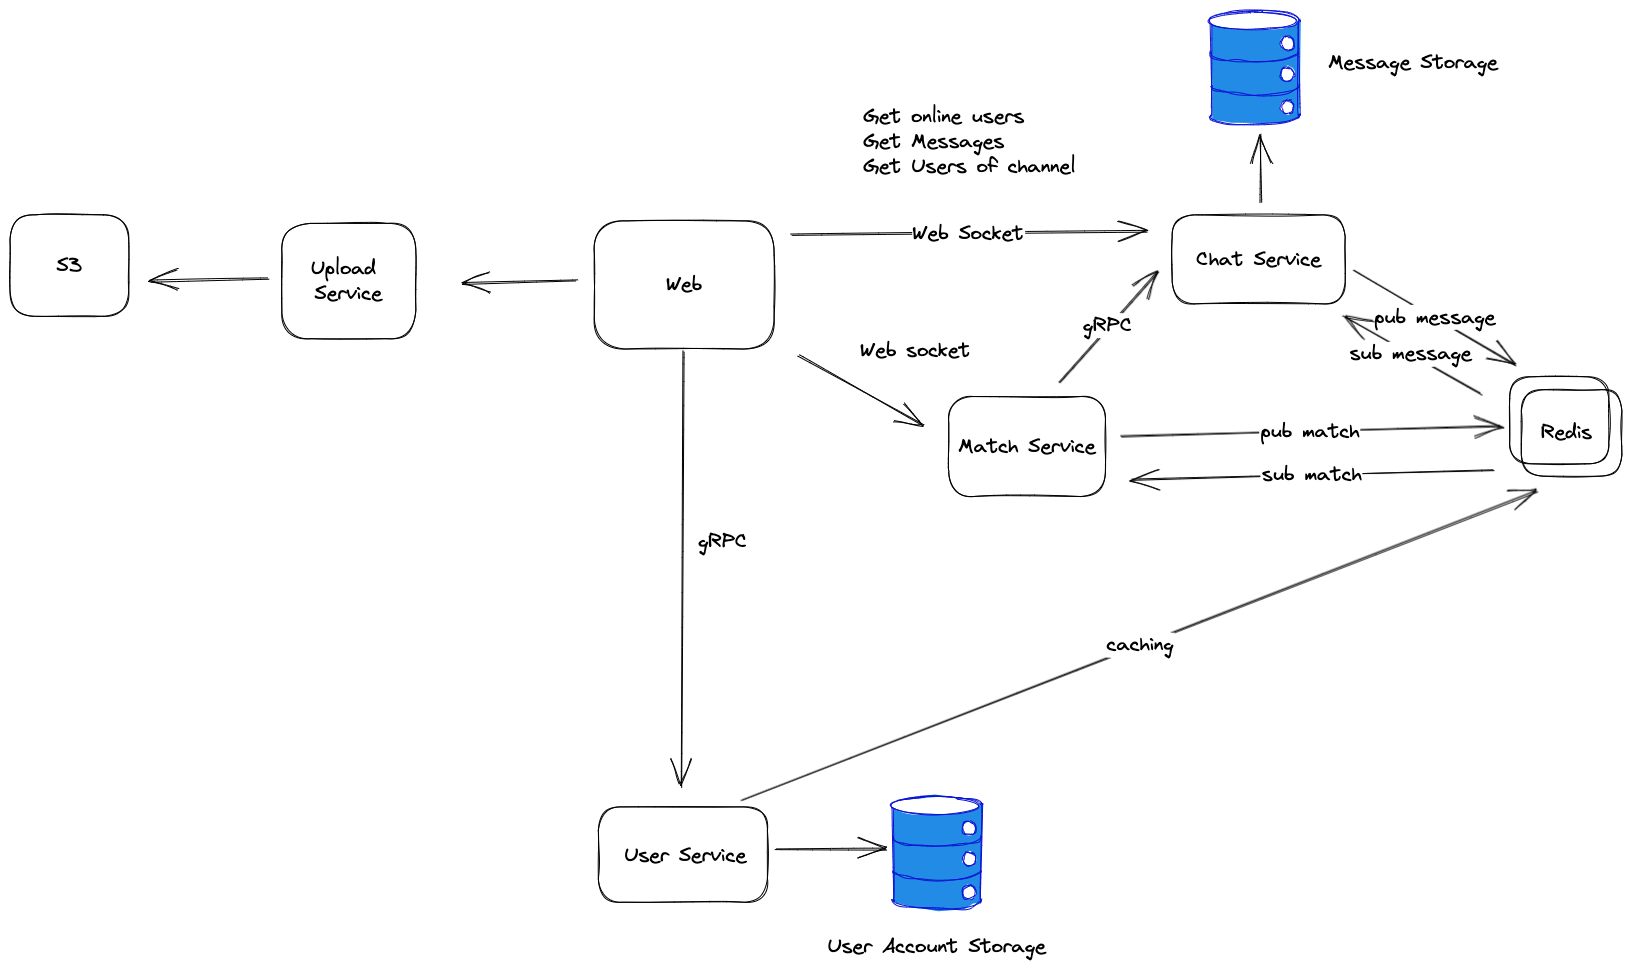 Message Storage
Get online users
Get Messages
Get Users of channel
Web Socket
S3
Upload
Service
Web
Chat Service
gRPC
pub message
sub message
Web socket
Match Service
pub match
sub match
Redis
gRPC
caching
User Service
User Account Storage